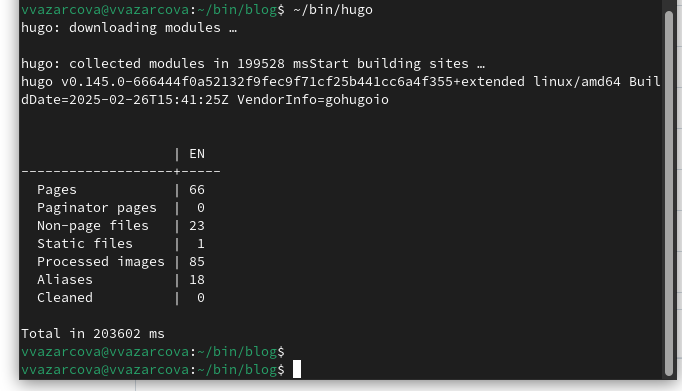 vvazarcova@vvazarcova:~/bin/blog$ ~/bin/hugo
hugo: downloading modules …
hugo: collected modules in 199528 msStart building sites …
hugo v0.145.0-666444f0a52132f9fec9f71cf25b441cc6a4f355+extended linux/amd64 Buil
dDate=2025-02-26T15:41:25Z VendorInfo=gohugoio
                   | EN
-------------------+-----
  Pages            | 66
  Paginator pages  |  0
  Non-page files   | 23
  Static files     |  1
  Processed images | 85
  Aliases          | 18
  Cleaned          |  0
Total in 203602 ms
vvazarcova@vvazarcova:~/bin/blog$
vvazarcova@vvazarcova:~/bin/blog$